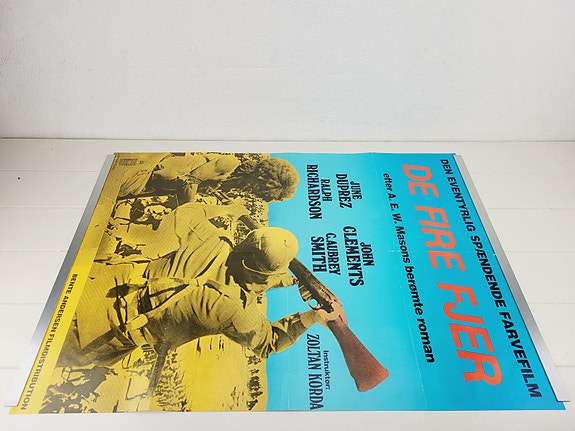 DEN EVENTYRLIG SPÆNDENDE FARVEFILM
DE FIRE FJER
efter A. E. W. Masons berømte roman
JOHN CLEMENTS
JUNE DUPREZ
C.AUBREY SMITH
RALPH RICHARDSON
Instruktør:
ZOLTAN KORDA
BENTE ANDERSEN FILMDISTRIBUTION